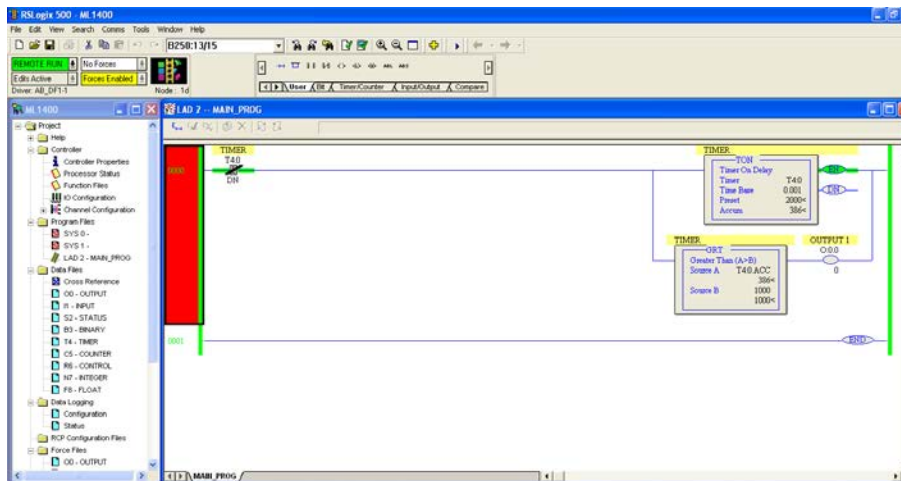 RSLogix 500 - ML1400
File Edit View Search Comms Tools Window Help
B250:13/15
REMOTE RUN
No Forces
Edits Active
Forces Enabled
Driver: AB_DF1-1
Node : 1d
User
Bit
Timer/Counter
Input/Output
Compare
ML1400
Project
Help
Controller
Controller Properties
Processor Status
Function Files
IO Configuration
Channel Configuration
Program Files
SYS 0 -
SYS 1 -
LAD 2 - MAIN_PROG
Data Files
Cross Reference
O0 - OUTPUT
I1 - INPUT
S2 - STATUS
B3 - BINARY
T4 - TIMER
C5 - COUNTER
R6 - CONTROL
N7 - INTEGER
F8 - FLOAT
Data Logging
Configuration
Status
RCP Configuration Files
Force Files
O0 - OUTPUT
LAD 2 -- MAIN_PROG
0000
TIMER
T4:0
DN
TIMER
TON
Timer On Delay
Timer T4:0
Time Base 0.001
Preset 2000<
Accum 386<
EN
DN
TIMER
GRT
Greater Than (A>B)
Source A T4:0.ACC
386<
Source B 1000
1000<
OUTPUT 1
O:0.0
0
0001
END
MAIN_PROG